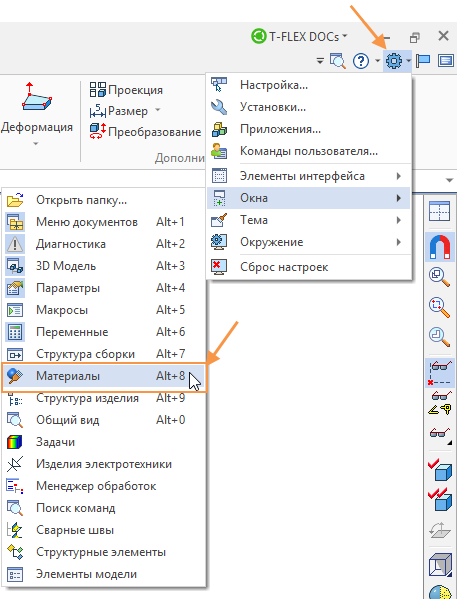 T-FLEX DOCs
Деформация
Проекция
Размер
Преобразование
Дополни
Настройка...
Установки...
Приложения...
Команды пользователя...
Элементы интерфейса
Окна
Тема
Окружение
Сброс настроек
Открыть папку...
Меню документов Alt+1
Диагностика Alt+2
3D Модель Alt+3
Параметры Alt+4
Макросы Alt+5
Переменные Alt+6
Структура сборки Alt+7
Материалы Alt+8
Структура изделия Alt+9
Общий вид Alt+0
Задачи
Изделия электротехники
Менеджер обработок
Поиск команд
Сварные швы
Структурные элементы
Элементы модели